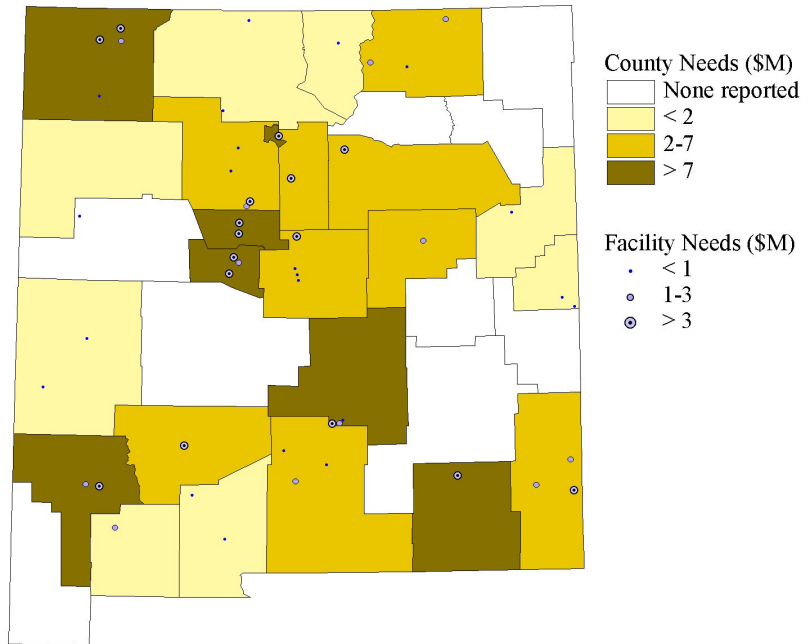 County Needs ($M)
None reported
< 2
2-7
> 7
Facility Needs ($M)
< 1
1-3
> 3